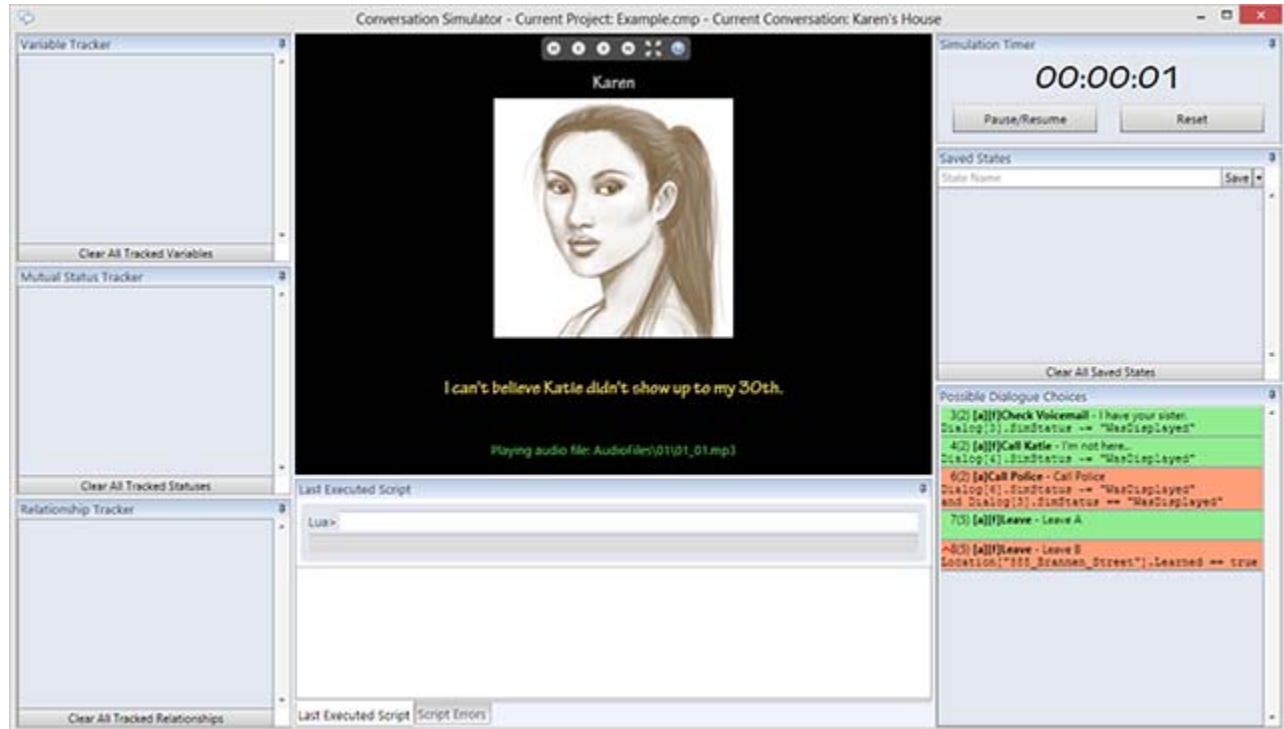 Conversation Simulator - Current Project: Example.cmp - Current Conversation: Karen's House
Variable Tracker
Clear All Tracked Variables
Mutual Status Tracker
Clear All Tracked Statuses
Relationship Tracker
Clear All Tracked Relationships
Karen
I can't believe Katie didn't show up to my 30th.
Playing audio file: AudioFiles\01\01_01.mp3
Last Executed Script
Lua>
Last Executed Script
Script Errors
Simulation Timer
00:00:01
Pause/Resume
Reset
Saved States
State Name
Save
Clear All Saved States
Possible Dialogue Choices
3(2) [a][f]Check Voicemail - I have your sister.
Dialog[3].SimStatus ~= "WasDisplayed"
4(2) [a][f]Call Katie - I'm not here...
Dialog[4].SimStatus ~= "WasDisplayed"
6(2) [a]Call Police - Call Police
Dialog[6].SimStatus ~= "WasDisplayed"
and Dialog[3].SimStatus == "WasDisplayed"
7(5) [a][f]Leave - Leave A
^8(5) [a][f]Leave - Leave B
Location["888_Brannen_Street"].Learned == true